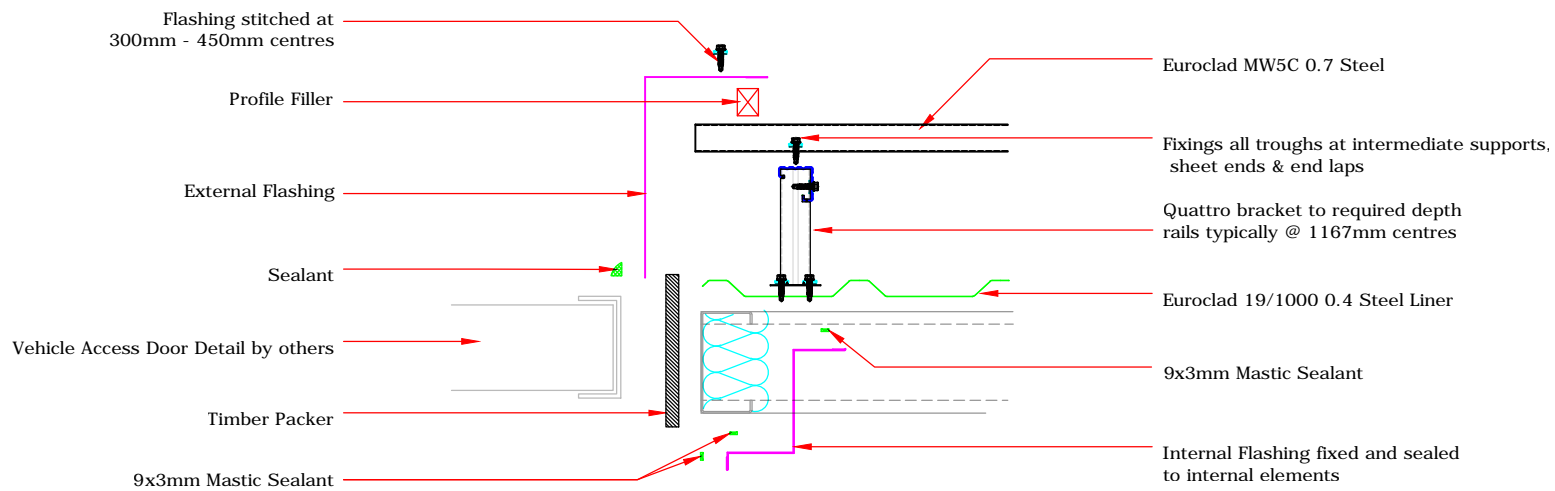 Flashing stitched at
300mm - 450mm centres
Profile Filler
External Flashing
Sealant
Vehicle Access Door Detail by others
Timber Packer
9x3mm Mastic Sealant
Euroclad MW5C 0.7 Steel
Fixings all troughs at intermediate supports,
sheet ends & end laps
Quattro bracket to required depth
rails typically @ 1167mm centres
Euroclad 19/1000 0.4 Steel Liner
9x3mm Mastic Sealant
Internal Flashing fixed and sealed
to internal elements